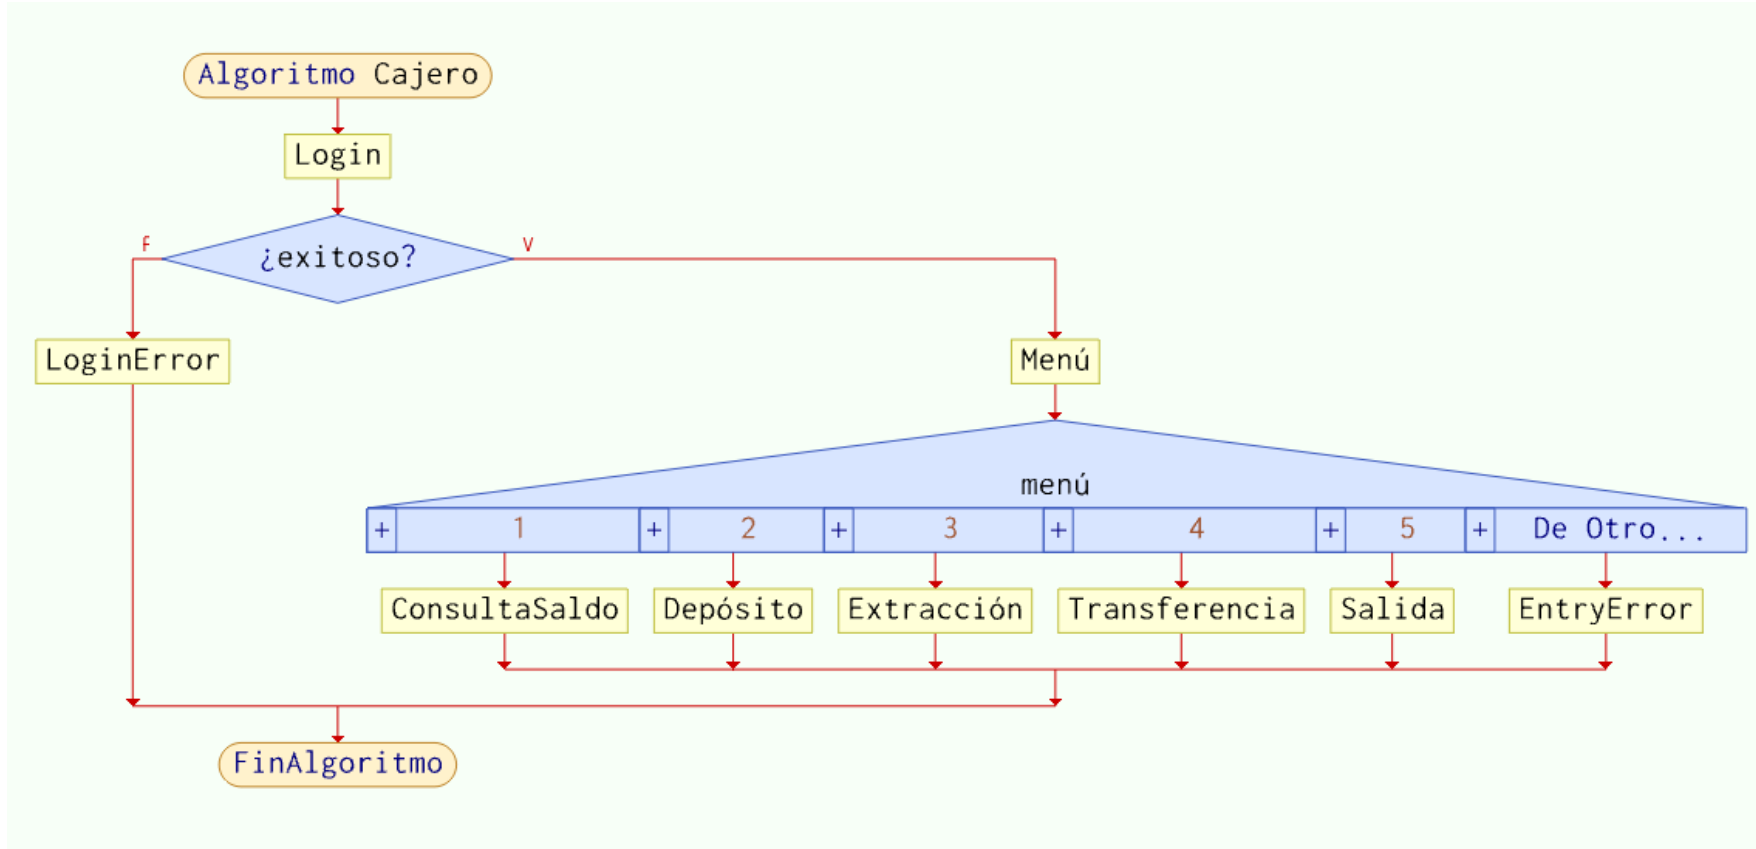 Algoritmo Cajero
Login
F
¿exitoso?
V
LoginError
Menú
menú
+ 1 + 2 + 3 + 4 + 5 + De Otro...
ConsultaSaldo Depósito Extracción Transferencia Salida EntryError
FinAlgoritmo